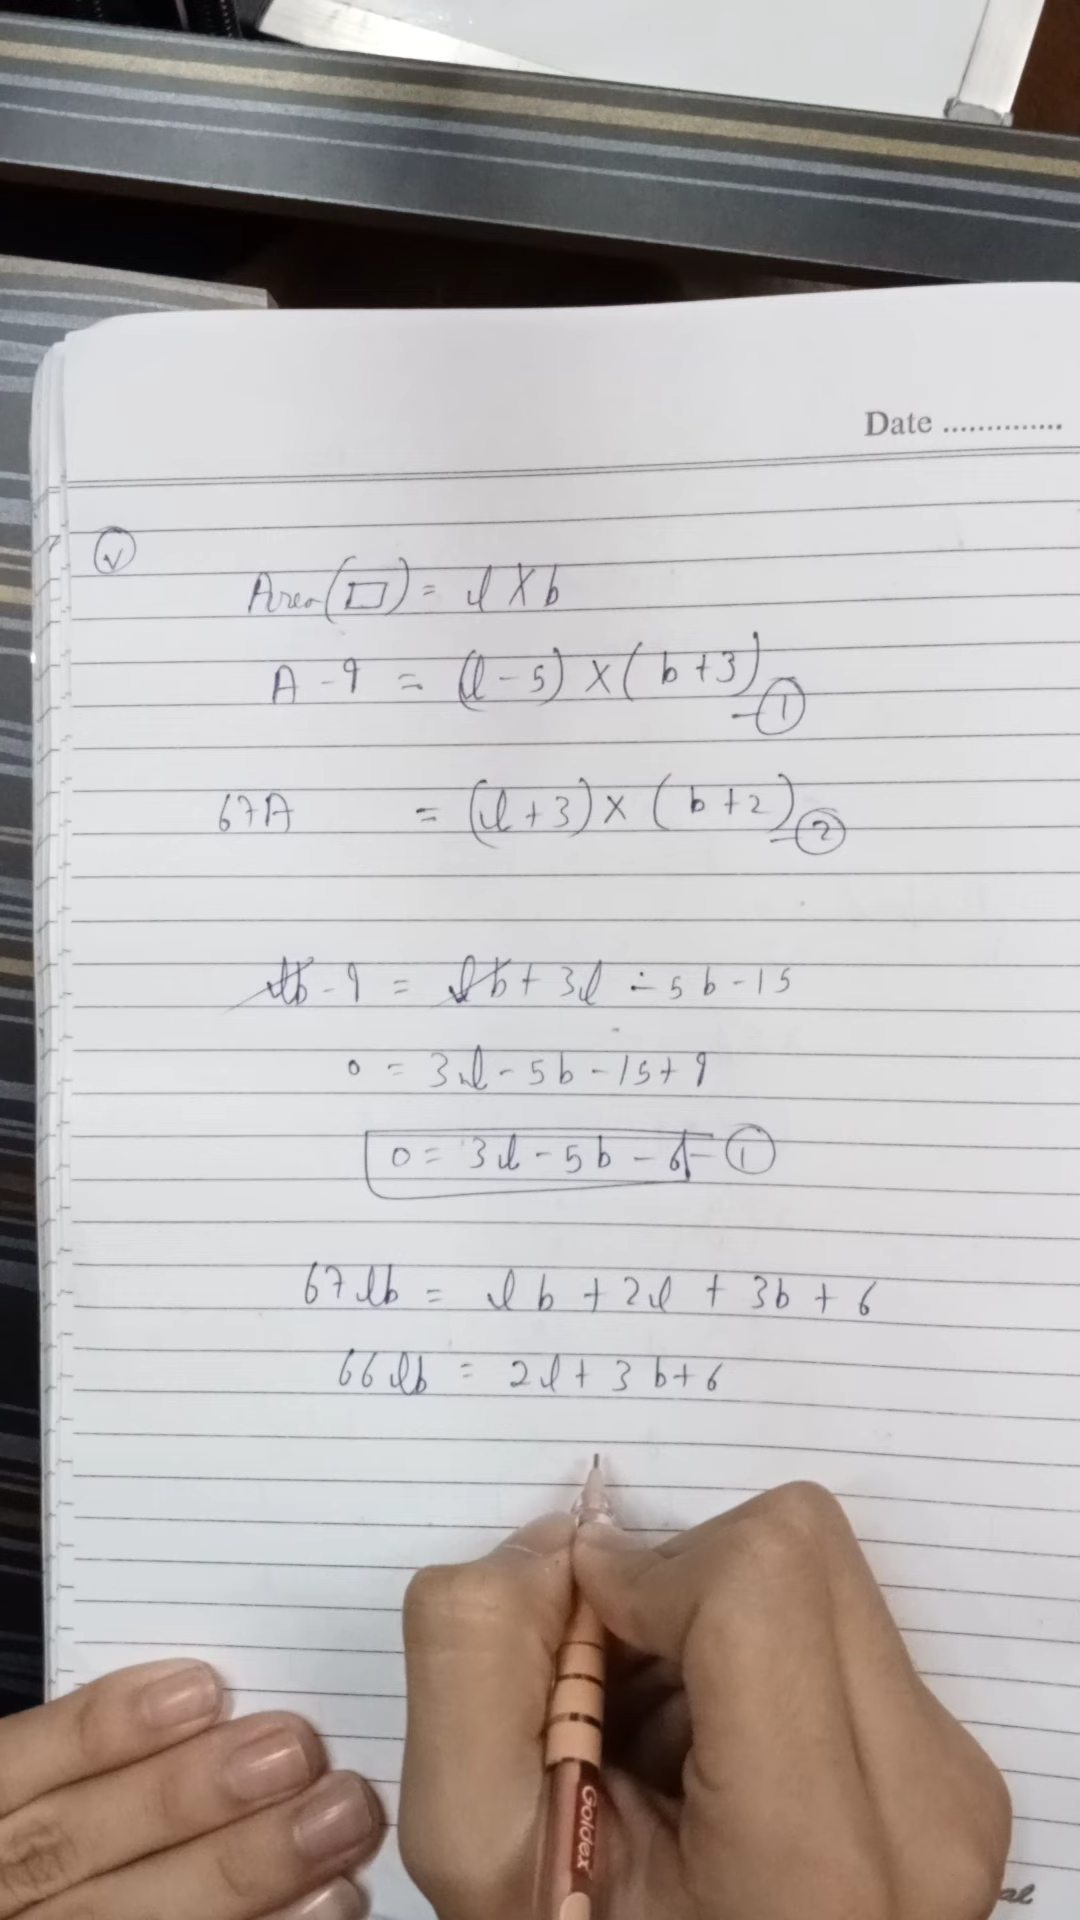 Date ..............
v
Area(▭) = l × b
A - 9 = (l - 5) × (b + 3) - 1
67A = (l + 3) × (b + 2) - 2
lb - 9 = lb + 3l - 5b - 15
0 = 3l - 5b - 15 + 9
0 = 3l - 5b - 6 - 1
67lb = lb + 2l + 3b + 6
66lb = 2l + 3b + 6
Goldex